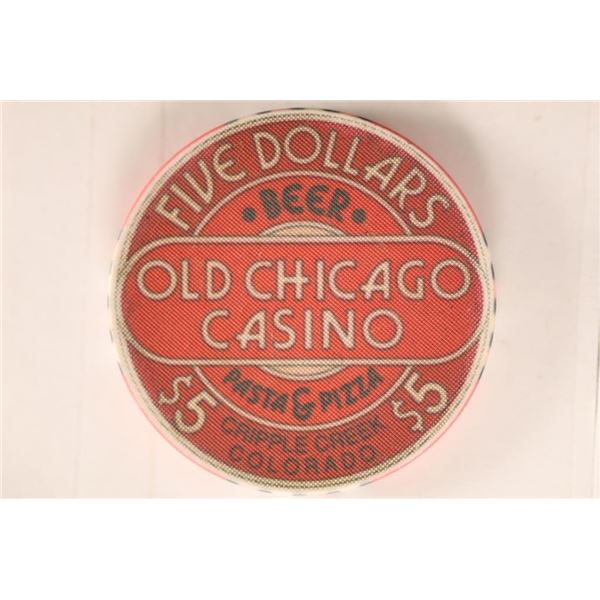 FIVE DOLLARS
• BEER •
OLD CHICAGO
CASINO
PASTA & PIZZA
$5 $5
CRIPPLE CREEK
COLORADO